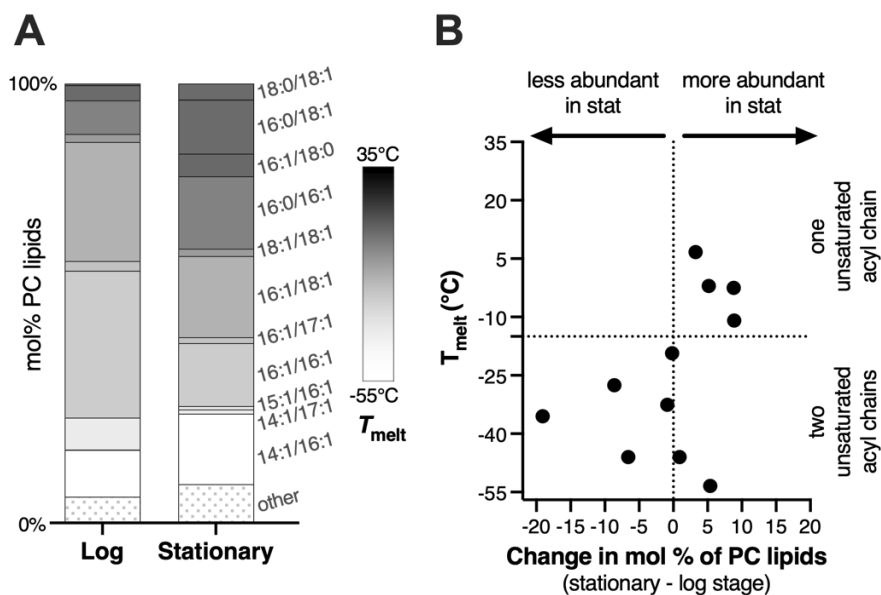 A
100%
0%
mol% PC lipids
Log
Stationary
18:0/18:1
16:0/18:1
16:1/18:0
16:0/16:1
18:1/18:1
16:1/18:1
16:1/17:1
16:1/16:1
15:1/16:1
14:1/17:1
14:1/16:1
other
35°C
-55°C
Tmelt
B
less abundant
in stat
more abundant
in stat
35
20
5
-10
-25
-40
-55
Tmelt (°C)
one
unsaturated
acyl chain
two
unsaturated
acyl chains
-20 -15 -10 -5 0 5 10 15 20
Change in mol % of PC lipids
(stationary - log stage)